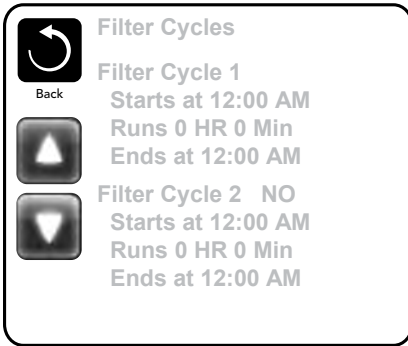 Filter Cycles
Back
Filter Cycle 1
Starts at 12:00 AM
Runs 0 HR 0 Min
Ends at 12:00 AM
Filter Cycle 2 NO
Starts at 12:00 AM
Runs 0 HR 0 Min
Ends at 12:00 AM